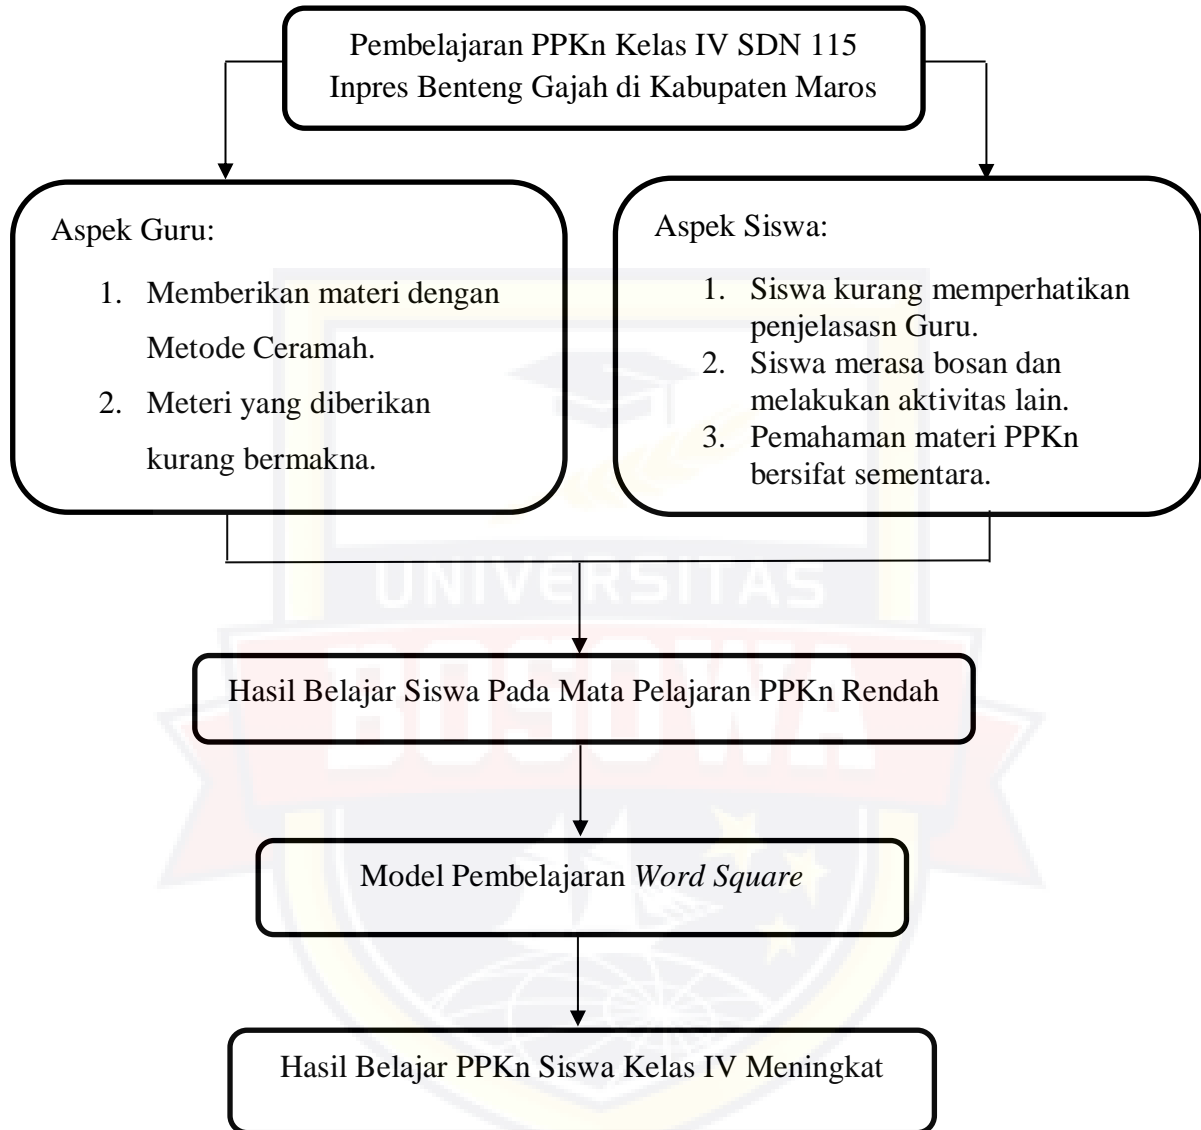 Pembelajaran PPKn Kelas IV SDN 115
Inpres Benteng Gajah di Kabupaten Maros
Aspek Guru:
1. Memberikan materi dengan
Metode Ceramah.
2. Meteri yang diberikan
kurang bermakna.
Aspek Siswa:
1. Siswa kurang memperhatikan
penjelasasn Guru.
2. Siswa merasa bosan dan
melakukan aktivitas lain.
3. Pemahaman materi PPKn
bersifat sementara.
UNIVERSITAS
BOSOWA
Hasil Belajar Siswa Pada Mata Pelajaran PPKn Rendah
Model Pembelajaran Word Square
Hasil Belajar PPKn Siswa Kelas IV Meningkat